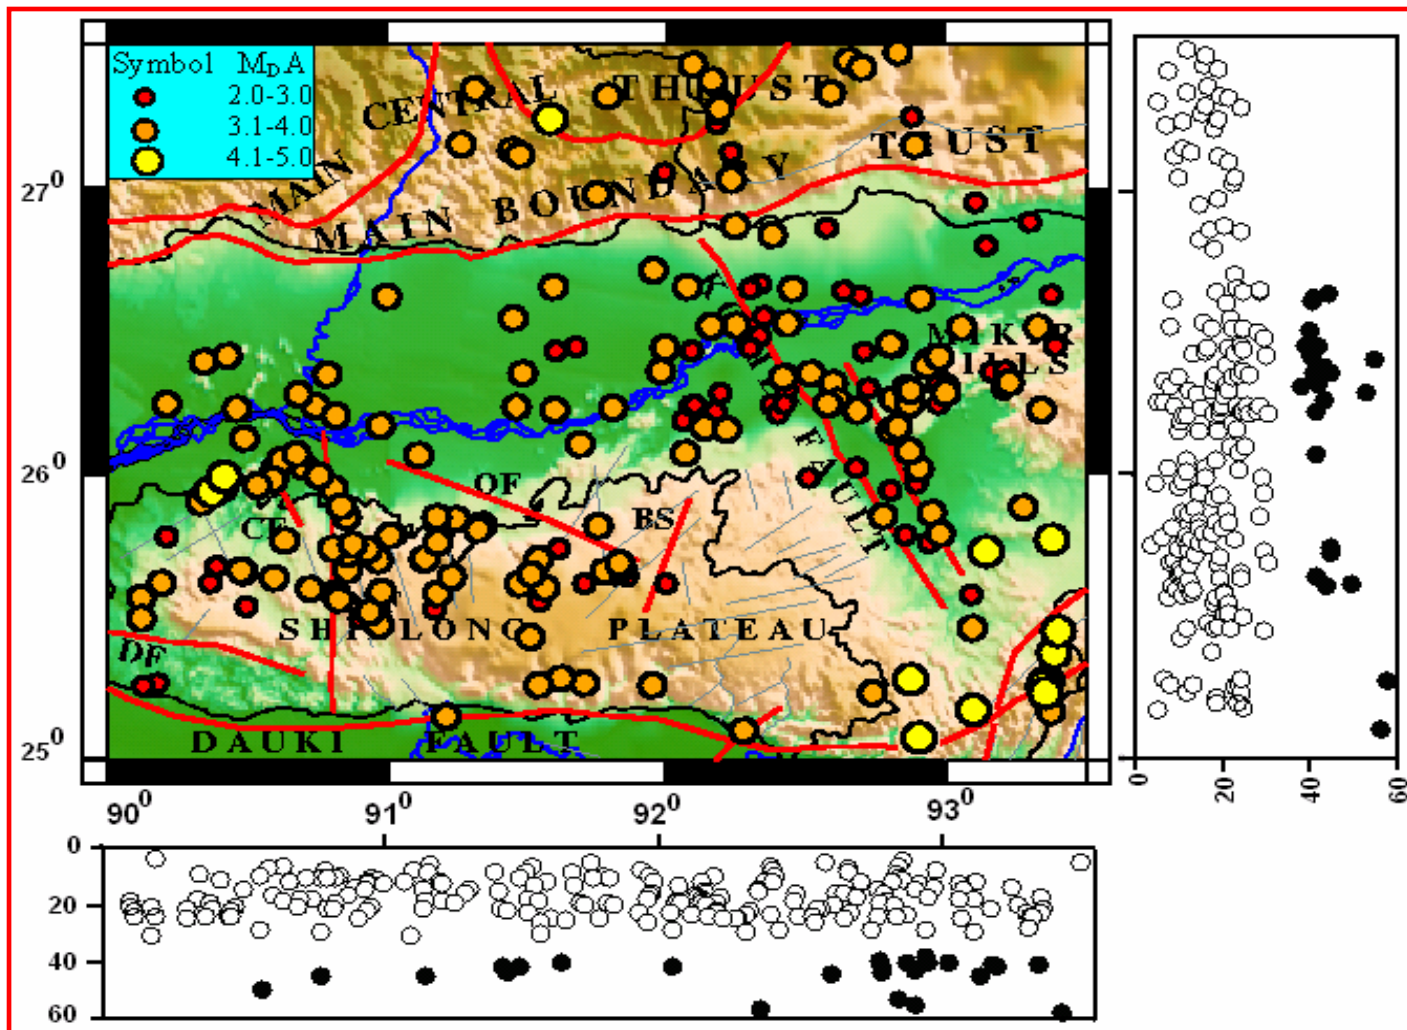 Symbol MDA
2.0-3.0
3.1-4.0
4.1-5.0
MAIN CENTRAL THRUST
MAIN BOUNDARY THRUST
MIKIR
HILLS
FAULT
OF
BS
CF
SHILLONG PLATEAU
DF
DAUKI FAULT
27⁰
26⁰
25⁰
90⁰ 91⁰ 92⁰ 93⁰
0 20 40 60
0
20
40
60